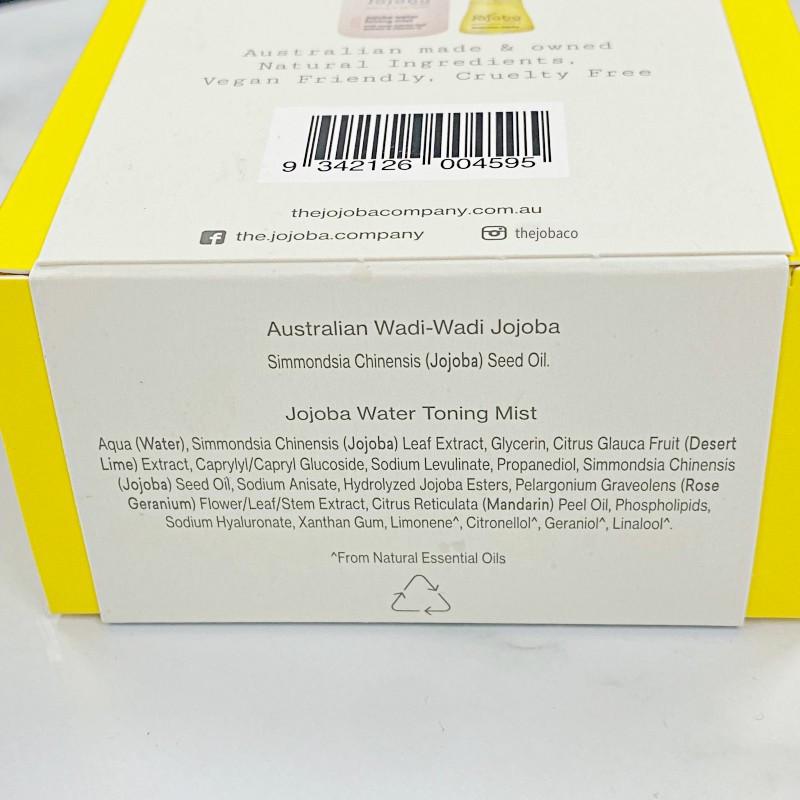 Jojoba
jojoba water
Jojoba
Australian made & owned
Natural Ingredients.
Vegan Friendly. Cruelty Free
9 342126 004595
thejojobacompany.com.au
the.jojoba.company
thejobaco
Australian Wadi-Wadi Jojoba
Simmondsia Chinensis (Jojoba) Seed Oil.
Jojoba Water Toning Mist
Aqua (Water), Simmondsia Chinensis (Jojoba) Leaf Extract, Glycerin, Citrus Glauca Fruit (Desert
Lime) Extract, Caprylyl/Capryl Glucoside, Sodium Levulinate, Propanediol, Simmondsia Chinensis
(Jojoba) Seed Oil, Sodium Anisate, Hydrolyzed Jojoba Esters, Pelargonium Graveolens (Rose
Geranium) Flower/Leaf/Stem Extract, Citrus Reticulata (Mandarin) Peel Oil, Phospholipids,
Sodium Hyaluronate, Xanthan Gum, Limonene^, Citronellol^, Geraniol^, Linalool^.
^From Natural Essential Oils